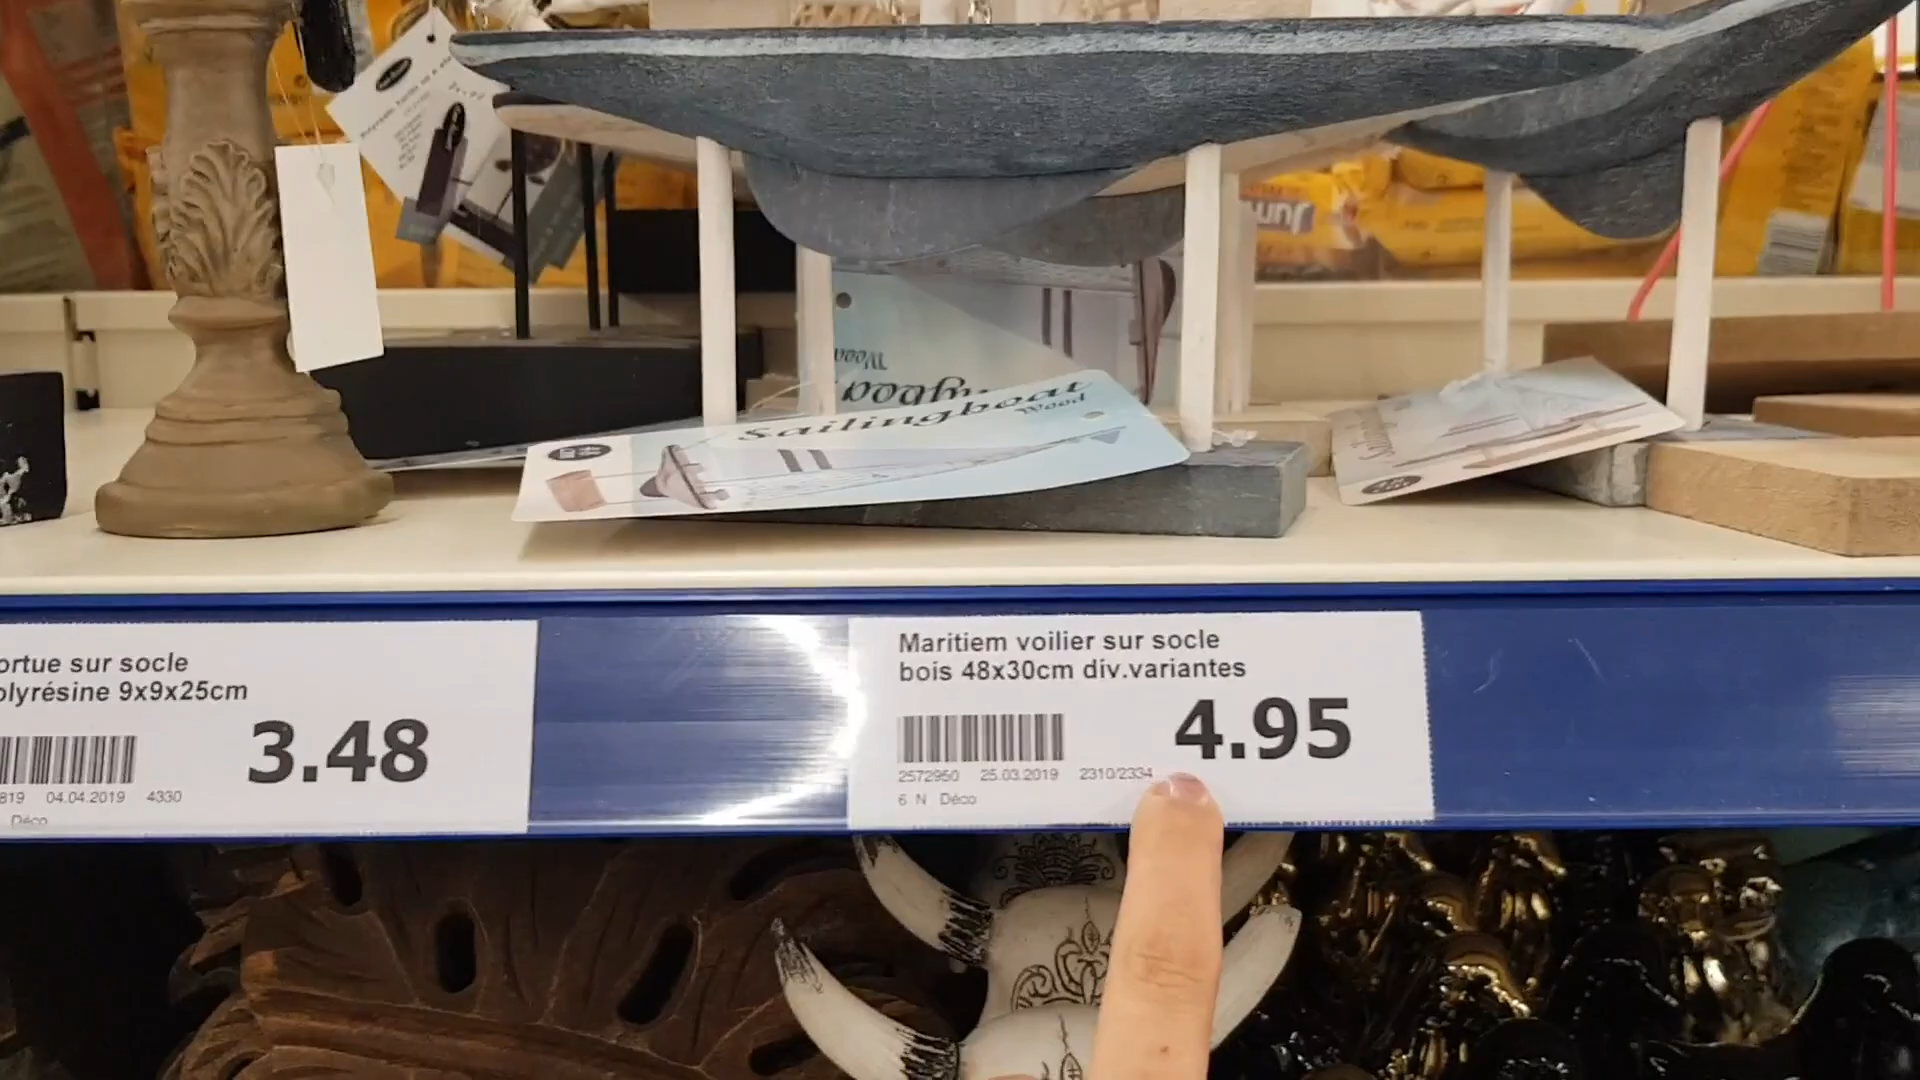 Sailingboat
Wood
Wood
ortue sur socle
olyrésine 9x9x25cm
3.48
819 04.04.2019 4330
Déco
Maritiem voilier sur socle
bois 48x30cm div.variantes
4.95
2572950 25.03.2019 2310/2334
6 N Déco